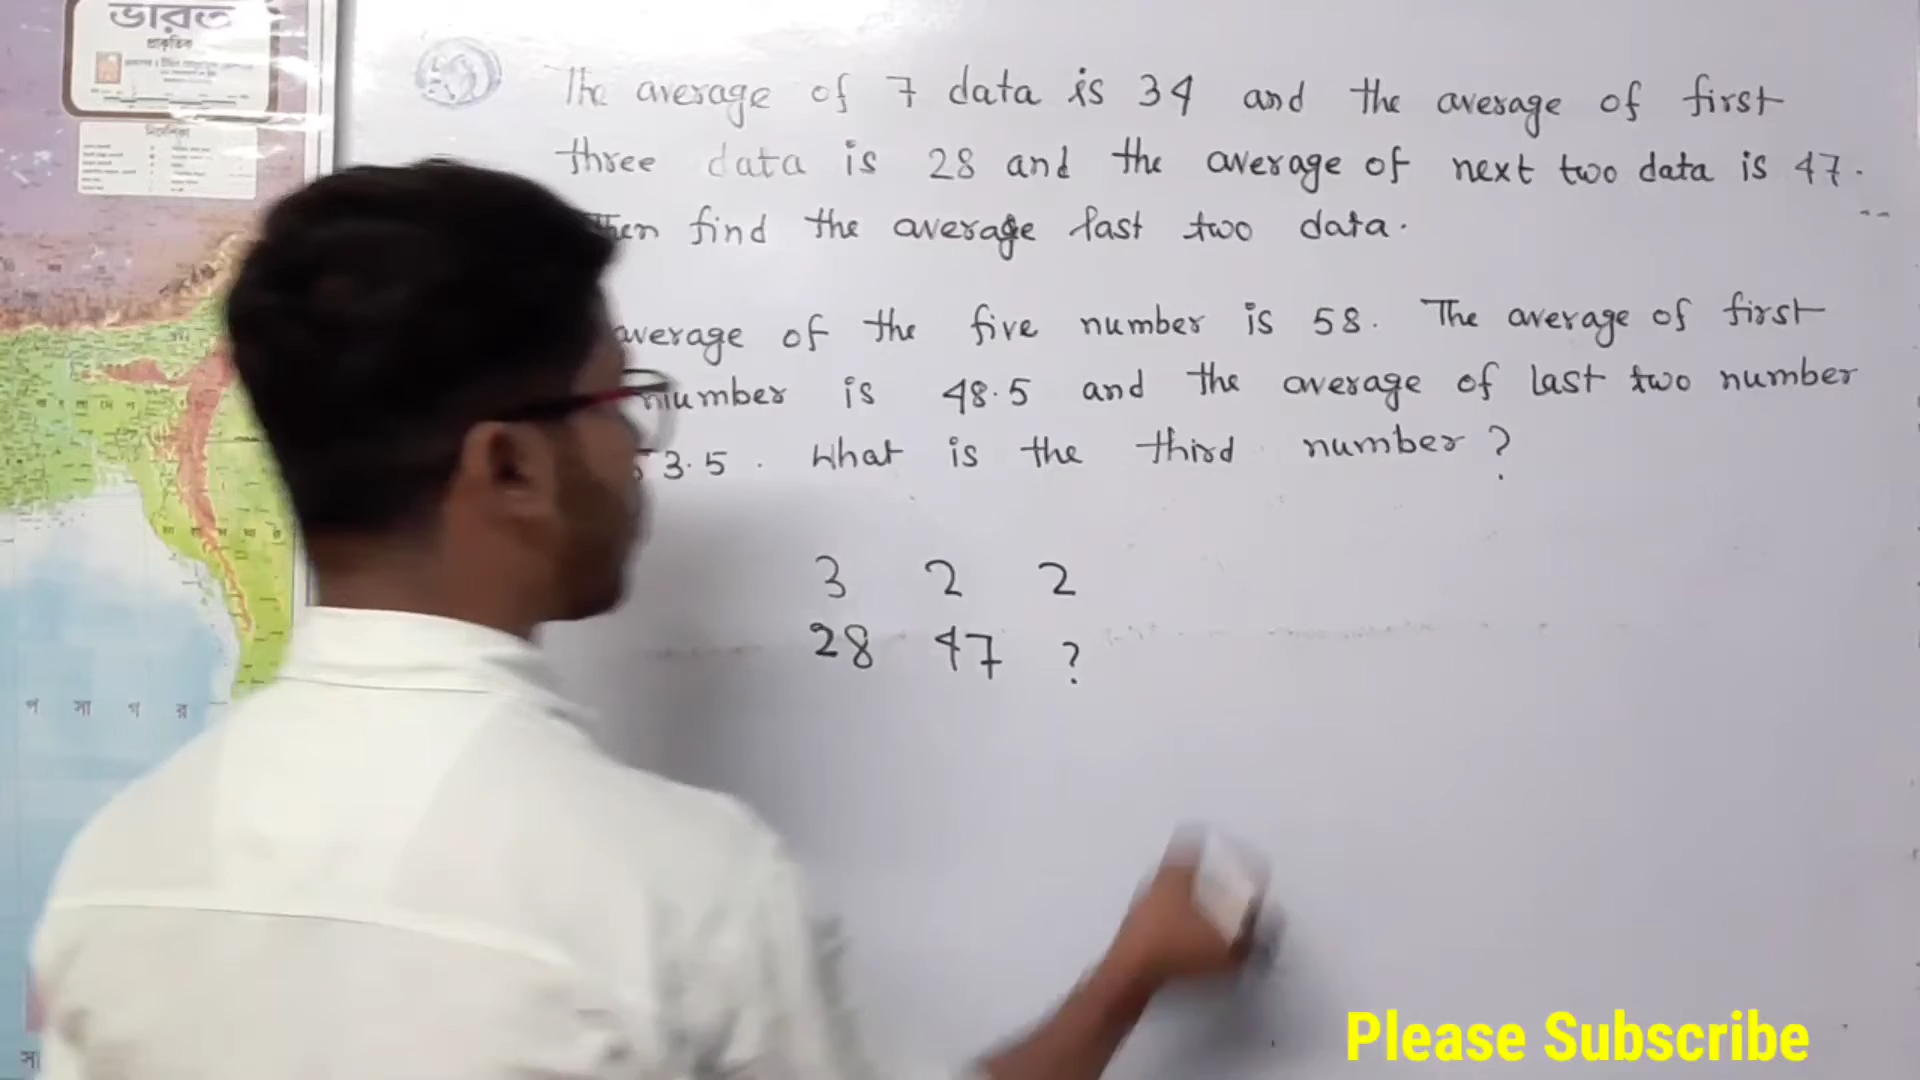 ভারত
প্রাকৃতিক
The average of 7 data is 34 and the average of first
three data is 28 and the average of next two data is 47.
Then find the average last two data.
average of the five number is 58. The average of first
number is 48.5 and the average of last two number
53.5. What is the third number?
3 2 2
28 47 ?
প সা গ র
সা
Please Subscribe